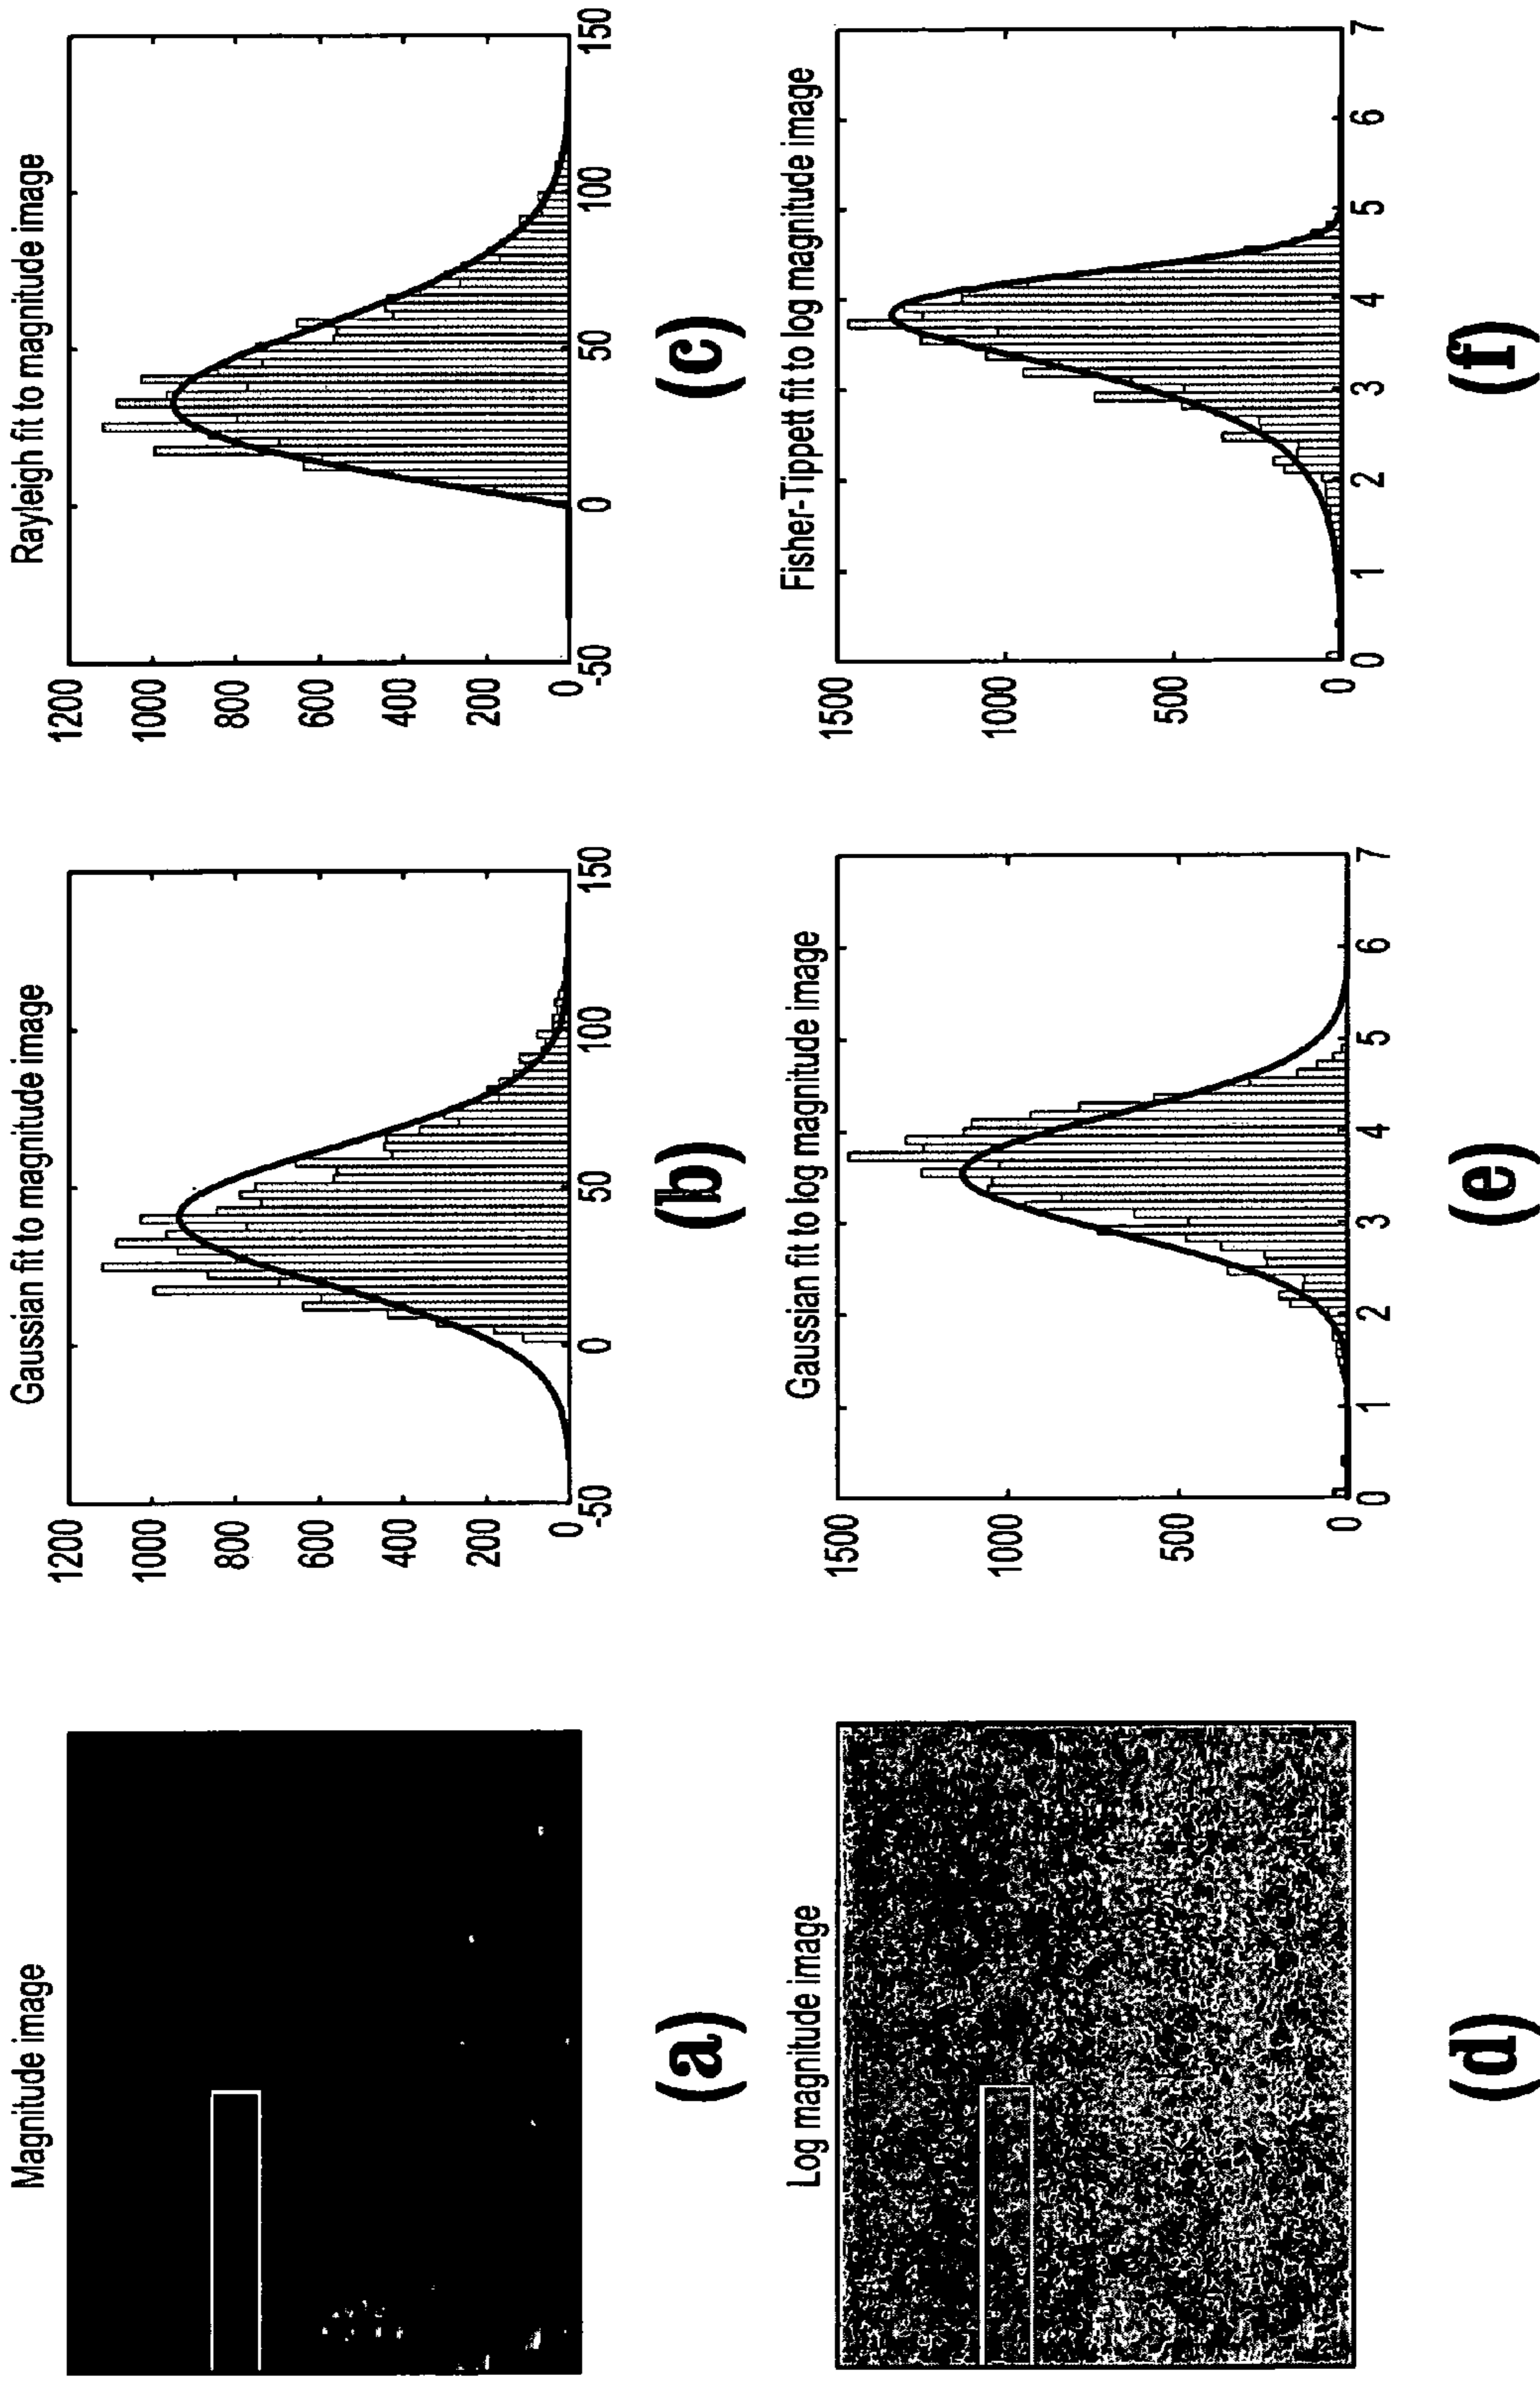 Magnitude image
(a)
Gaussian fit to magnitude image
1200
1000
800
600
400
200
0
-50 0 50 100 150
(b)
Rayleigh fit to magnitude image
1200
1000
800
600
400
200
0
-50 0 50 100 150
(c)
Log magnitude image
(d)
Gaussian fit to log magnitude image
1500
1000
500
0
0 1 2 3 4 5 6 7
(e)
Fisher-Tippett fit to log magnitude image
1500
1000
500
0
0 1 2 3 4 5 6 7
(f)